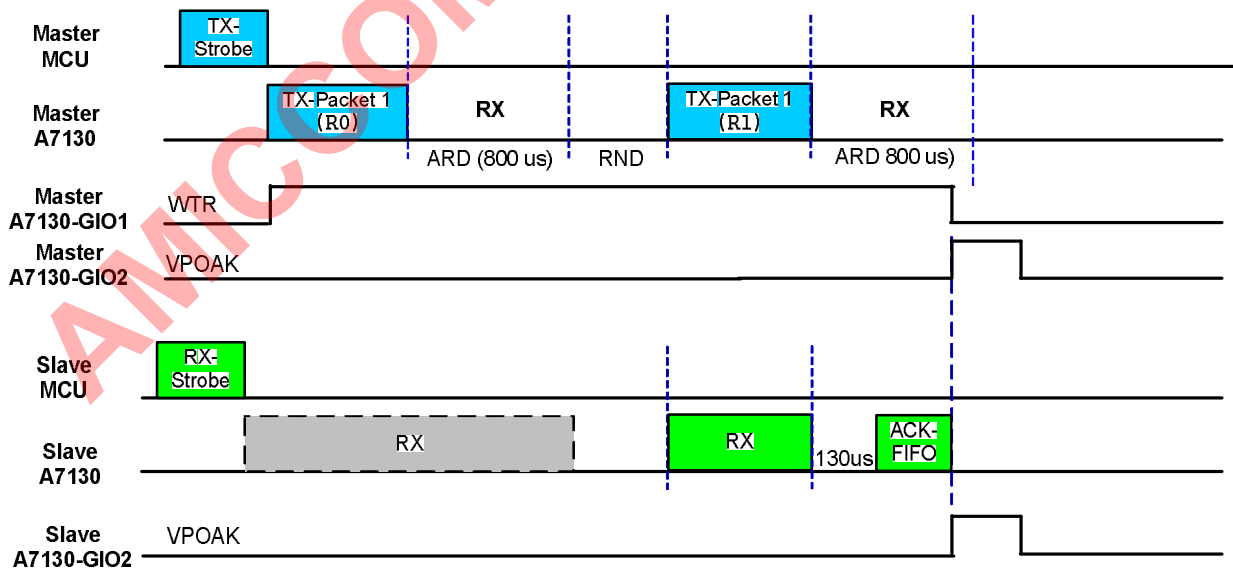 Master MCU
TX-Strobe
Master A7130
TX-Packet 1 (R0)
RX
TX-Packet 1 (R1)
RX
ARD (800 us)
RND
ARD 800 us)
Master A7130-GIO1
WTR
Master A7130-GIO2
VPOAK
Slave MCU
RX-Strobe
Slave A7130
RX
RX
130us
ACK-FIFO
Slave A7130-GIO2
VPOAK
AMICCOM